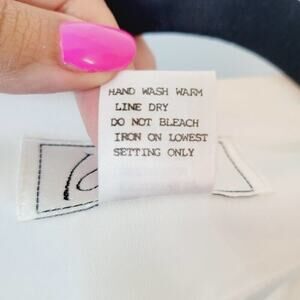 HAND WASH WARM
LINE DRY
DO NOT BLEACH
IRON ON LOWEST
SETTING ONLY